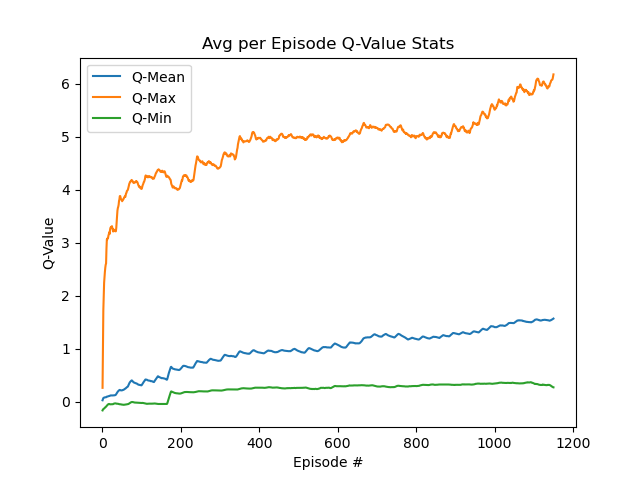 Avg per Episode Q-Value Stats
Q-Mean
Q-Max
Q-Min
Q-Value
6
5
4
3
2
1
0
0 200 400 600 800 1000 1200
Episode #